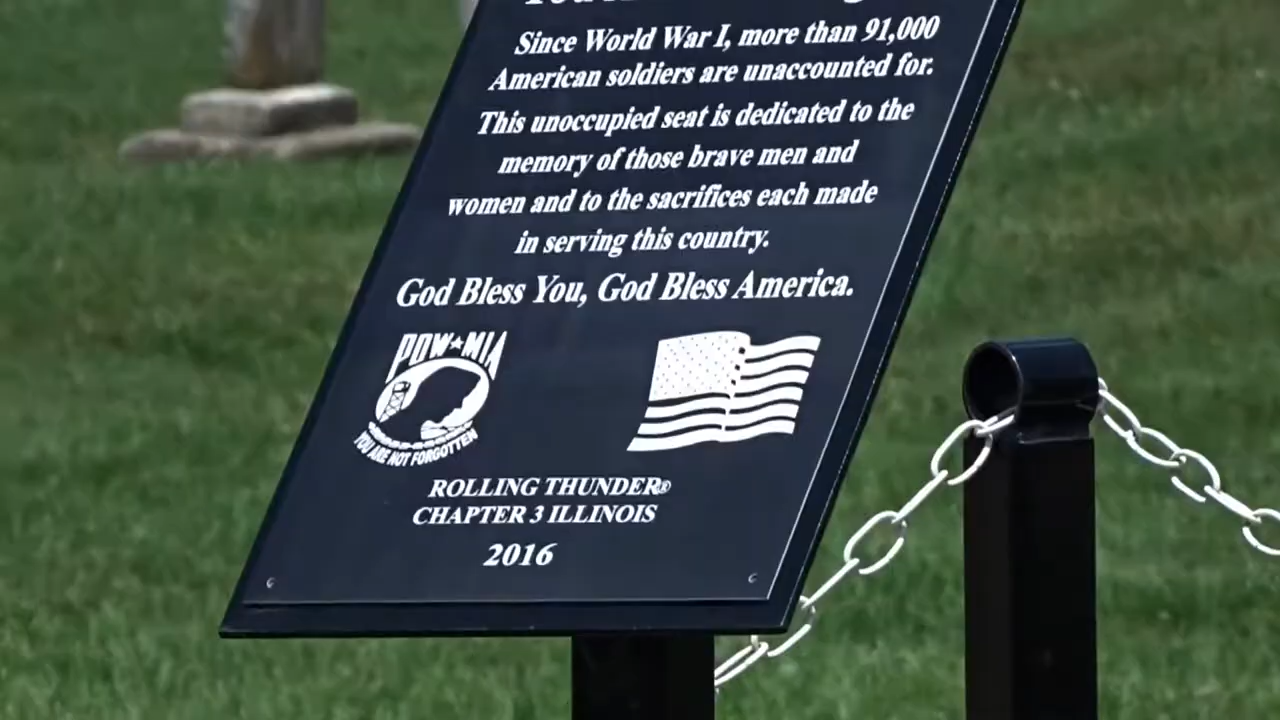 Since World War I, more than 91,000
American soldiers are unaccounted for.
This unoccupied seat is dedicated to the
memory of those brave men and
women and to the sacrifices each made
in serving this country.
God Bless You, God Bless America.
POW★MIA
YOU ARE NOT FORGOTTEN
ROLLING THUNDER®
CHAPTER 3 ILLINOIS
2016